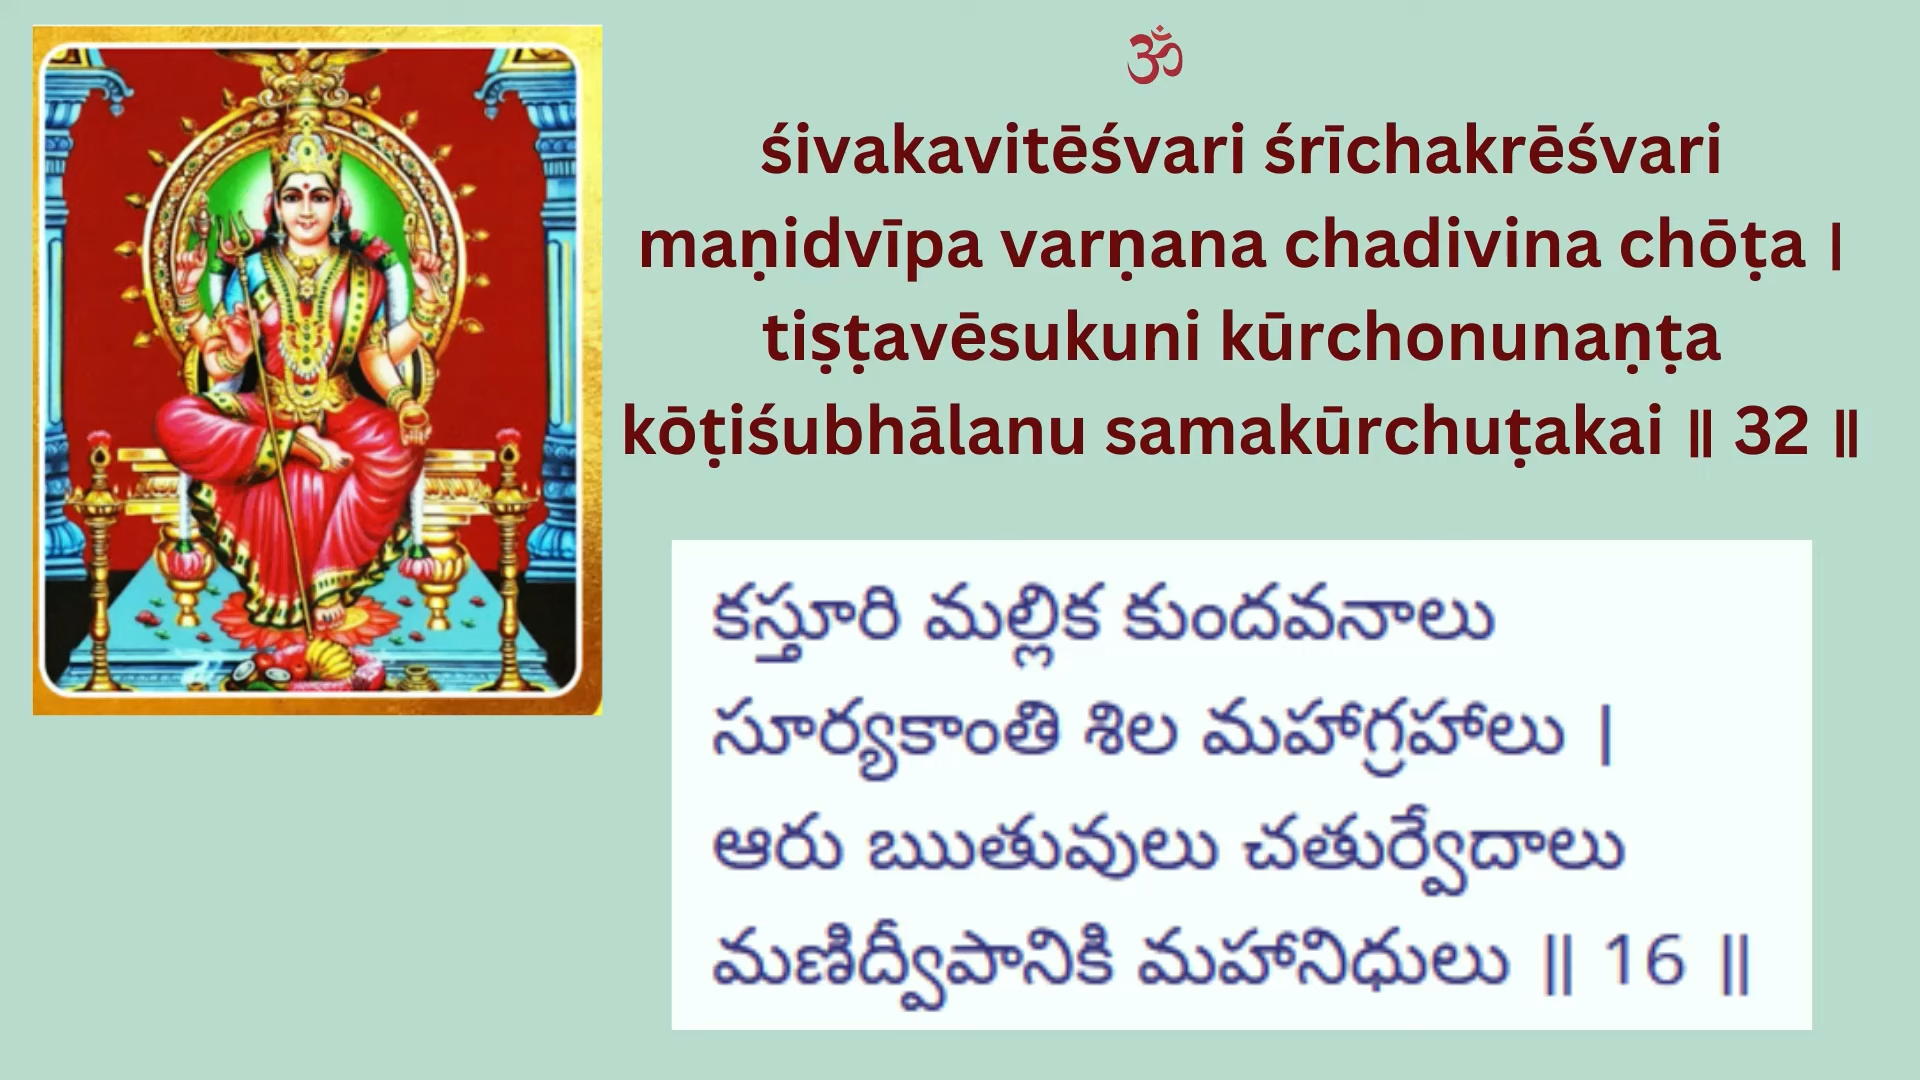 ॐ
śivakavitēśvari śrīchakrēśvari
maṇidvīpa varṇana chadivina chōṭa |
tiṣṭavēsukuni kūrchonunaṇṭa
kōṭiśubhālanu samakūrchuṭakai ‖ 32 ‖
కస్తూరి మల్లిక కుందవనాలు
సూర్యకాంతి శిల మహాగ్రహాలు |
ఆరు ఋతువులు చతుర్వేదాలు
మణిద్వీపానికి మహానిధులు ‖ 16 ‖